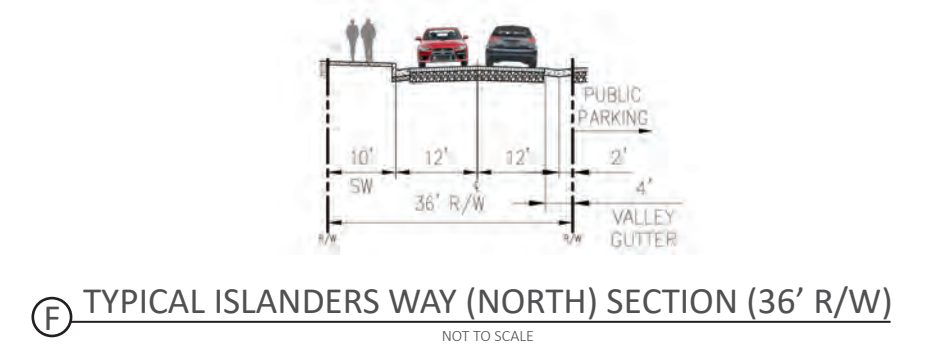 PUBLIC
PARKING
10' 12' 12' 2'
SW ℄ 4'
36' R/W
VALLEY
R/W R/W GUTTER
F TYPICAL ISLANDERS WAY (NORTH) SECTION (36’ R/W)
NOT TO SCALE